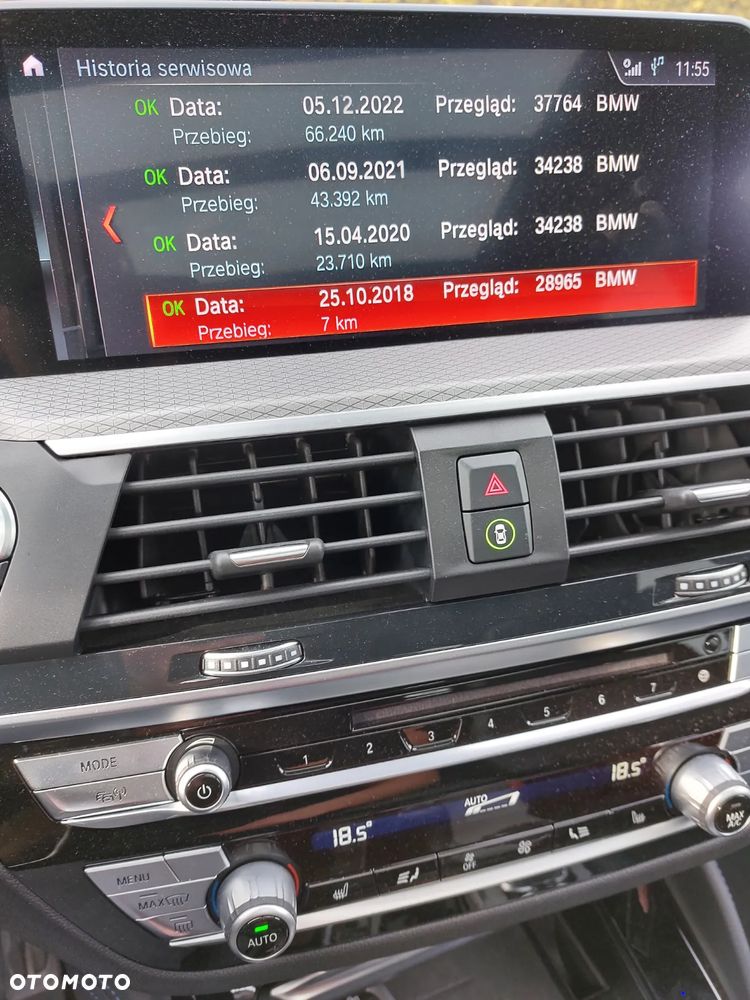 Historia serwisowa 11:55
OK Data: 05.12.2022 Przegląd: 37764 BMW
Przebieg: 66.240 km
OK Data: 06.09.2021 Przegląd: 34238 BMW
Przebieg: 43.392 km
OK Data: 15.04.2020 Przegląd: 34238 BMW
Przebieg: 23.710 km
OK Data: 25.10.2018 Przegląd: 28965 BMW
Przebieg: 7 km
MODE 1 2 3 4 5 6 7
18.5° AUTO 18.5°
MAX A/C
MENU
MAX
OFF
AUTO
OTOMOTO